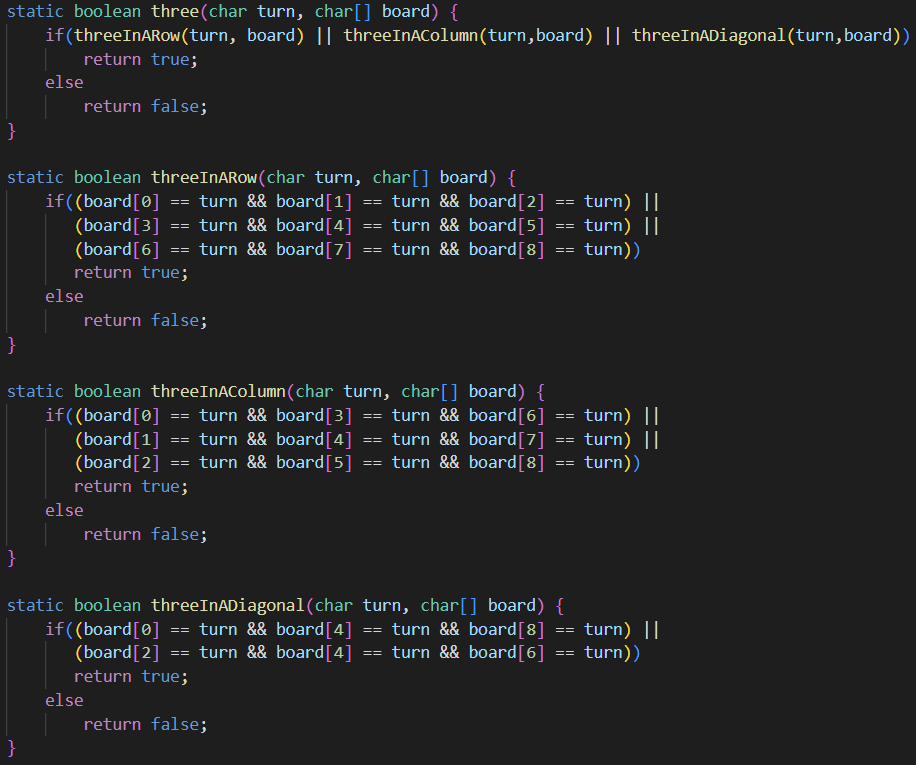 static boolean three(char turn, char[] board) {
    if(threeInARow(turn, board) || threeInAColumn(turn,board) || threeInADiagonal(turn,board))
        return true;
    else
        return false;
}

static boolean threeInARow(char turn, char[] board) {
    if((board[0] == turn && board[1] == turn && board[2] == turn) ||
       (board[3] == turn && board[4] == turn && board[5] == turn) ||
       (board[6] == turn && board[7] == turn && board[8] == turn))
       return true;
    else
        return false;
}

static boolean threeInAColumn(char turn, char[] board) {
    if((board[0] == turn && board[3] == turn && board[6] == turn) ||
       (board[1] == turn && board[4] == turn && board[7] == turn) ||
       (board[2] == turn && board[5] == turn && board[8] == turn))
       return true;
    else
        return false;
}

static boolean threeInADiagonal(char turn, char[] board) {
    if((board[0] == turn && board[4] == turn && board[8] == turn) ||
       (board[2] == turn && board[4] == turn && board[6] == turn))
       return true;
    else
        return false;
}